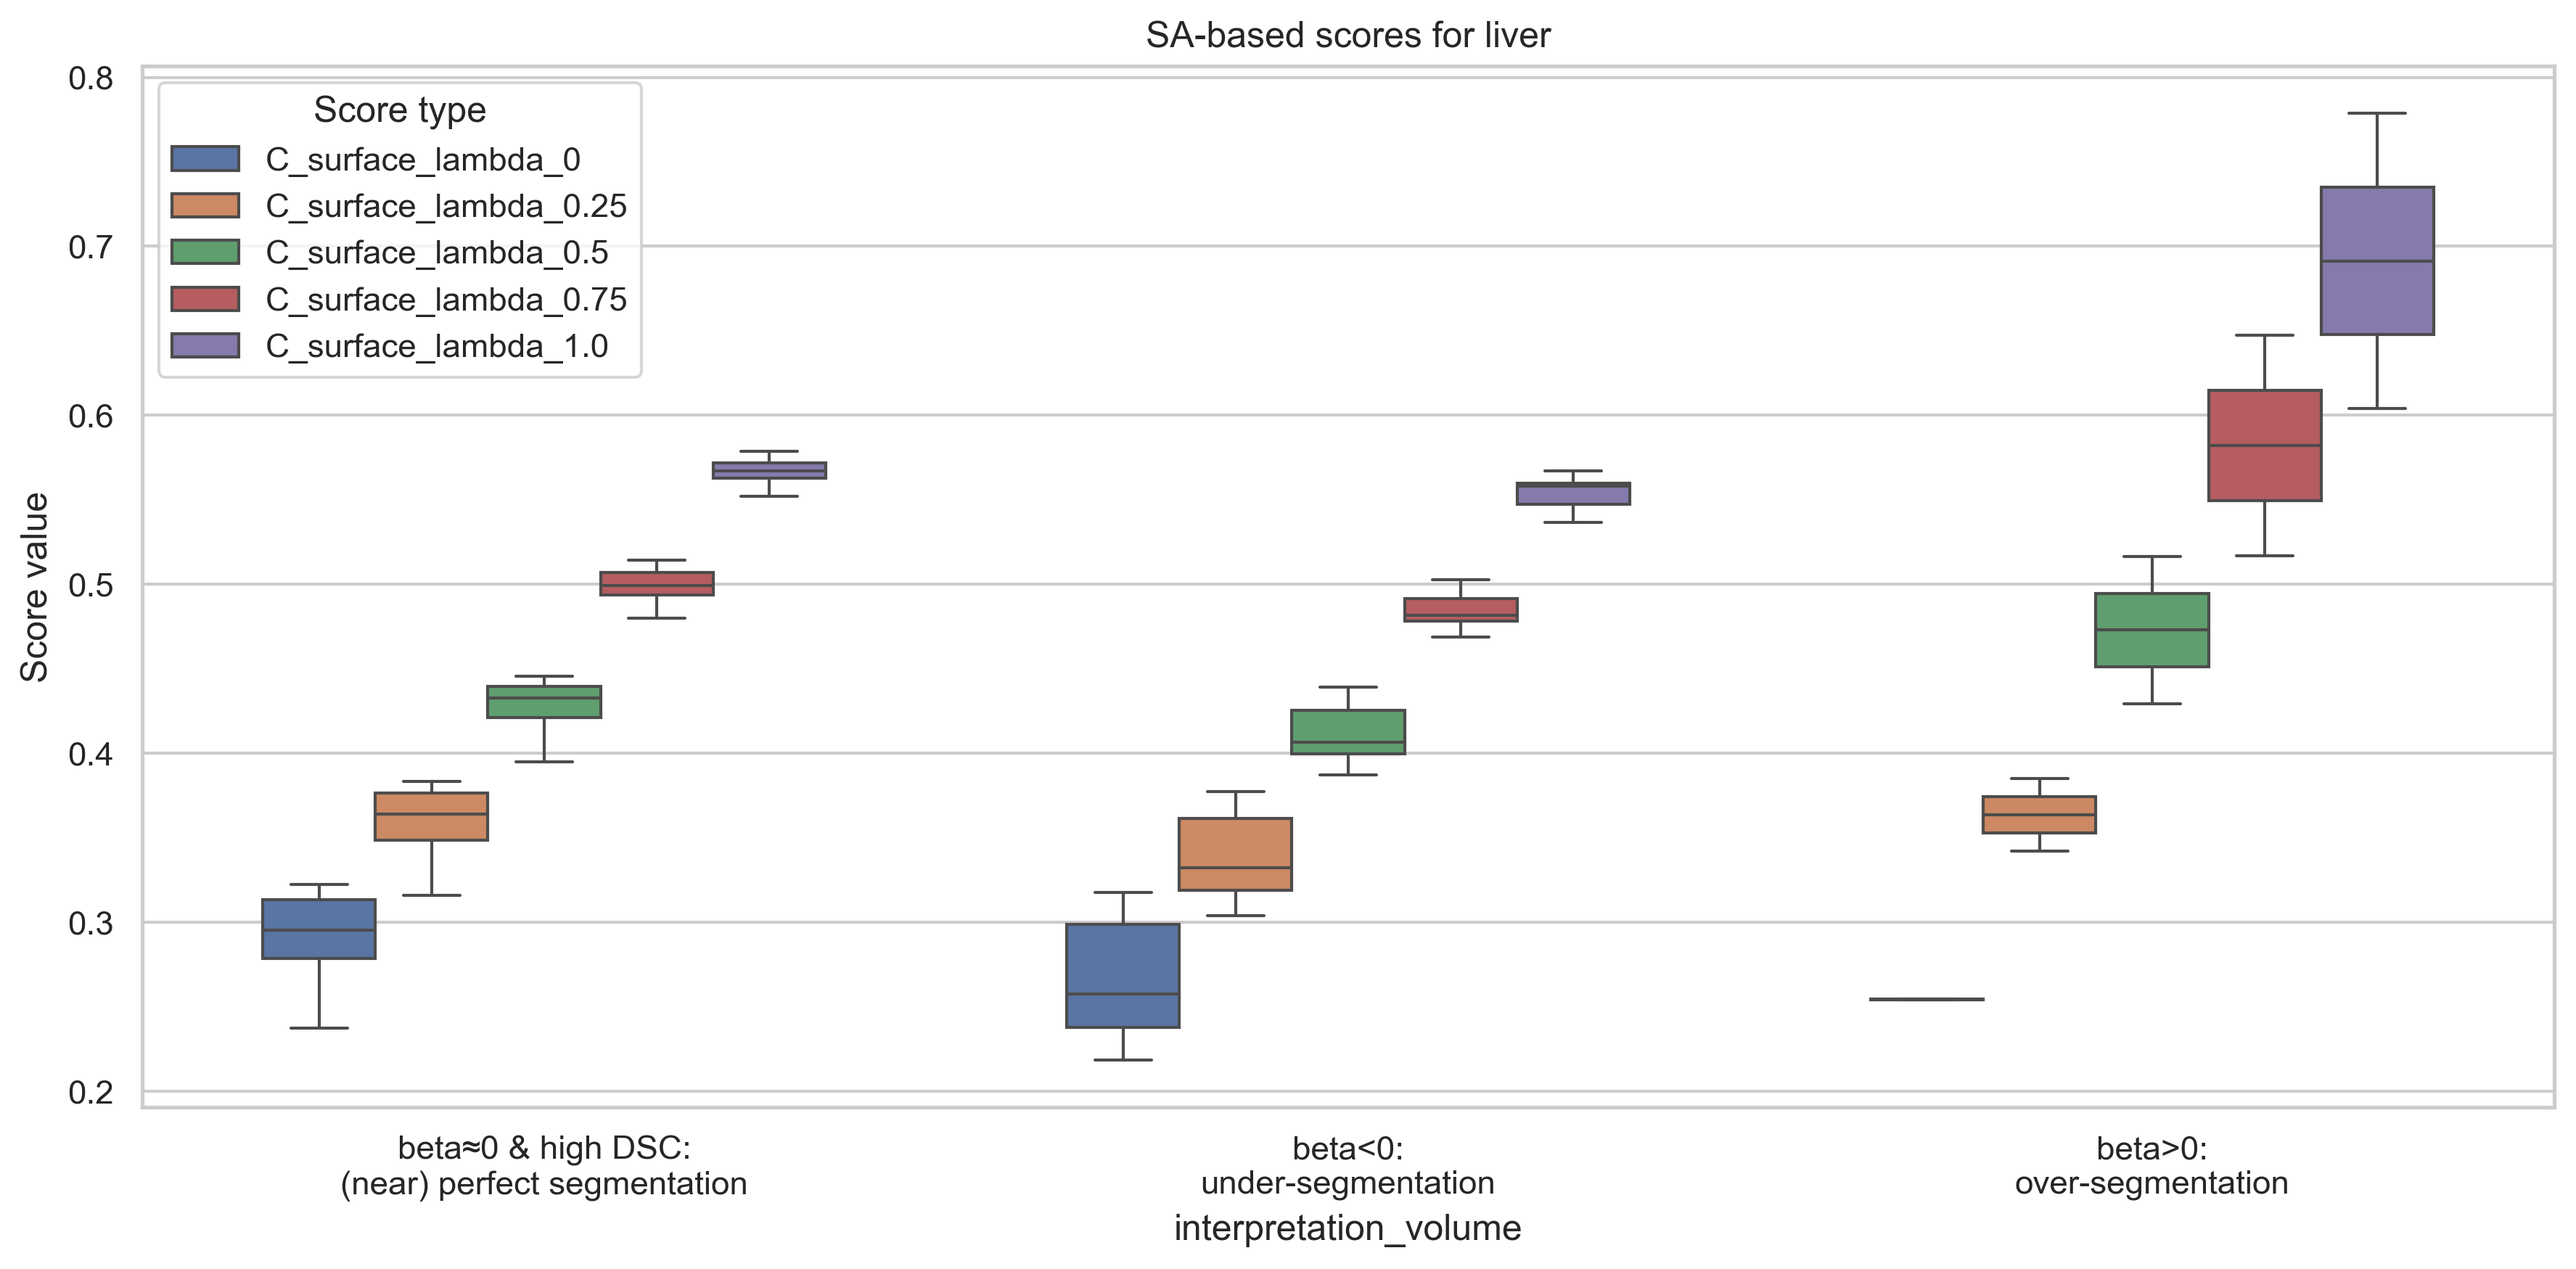 SA-based scores for liver
Score value
0.8
0.7
0.6
0.5
0.4
0.3
0.2
Score type
C_surface_lambda_0
C_surface_lambda_0.25
C_surface_lambda_0.5
C_surface_lambda_0.75
C_surface_lambda_1.0
beta≈0 & high DSC:
(near) perfect segmentation
beta<0:
under-segmentation
beta>0:
over-segmentation
interpretation_volume